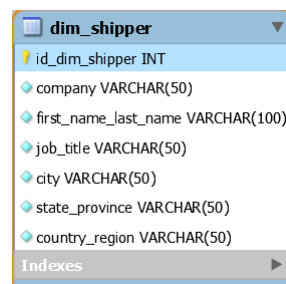 dim_shipper
id_dim_shipper INT
company VARCHAR(50)
first_name_last_name VARCHAR(100)
job_title VARCHAR(50)
city VARCHAR(50)
state_province VARCHAR(50)
country_region VARCHAR(50)
Indexes